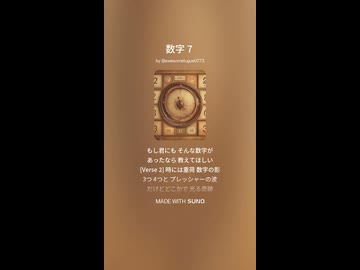 数字 7
もし君にも そんな数字が
あったなら 教えてほしい
[Verse 2] 時には重荷 数字の影
3つ 4つと プレッシャーの波
だけどどこかで 光る奇跡
MADE WITH SUNO